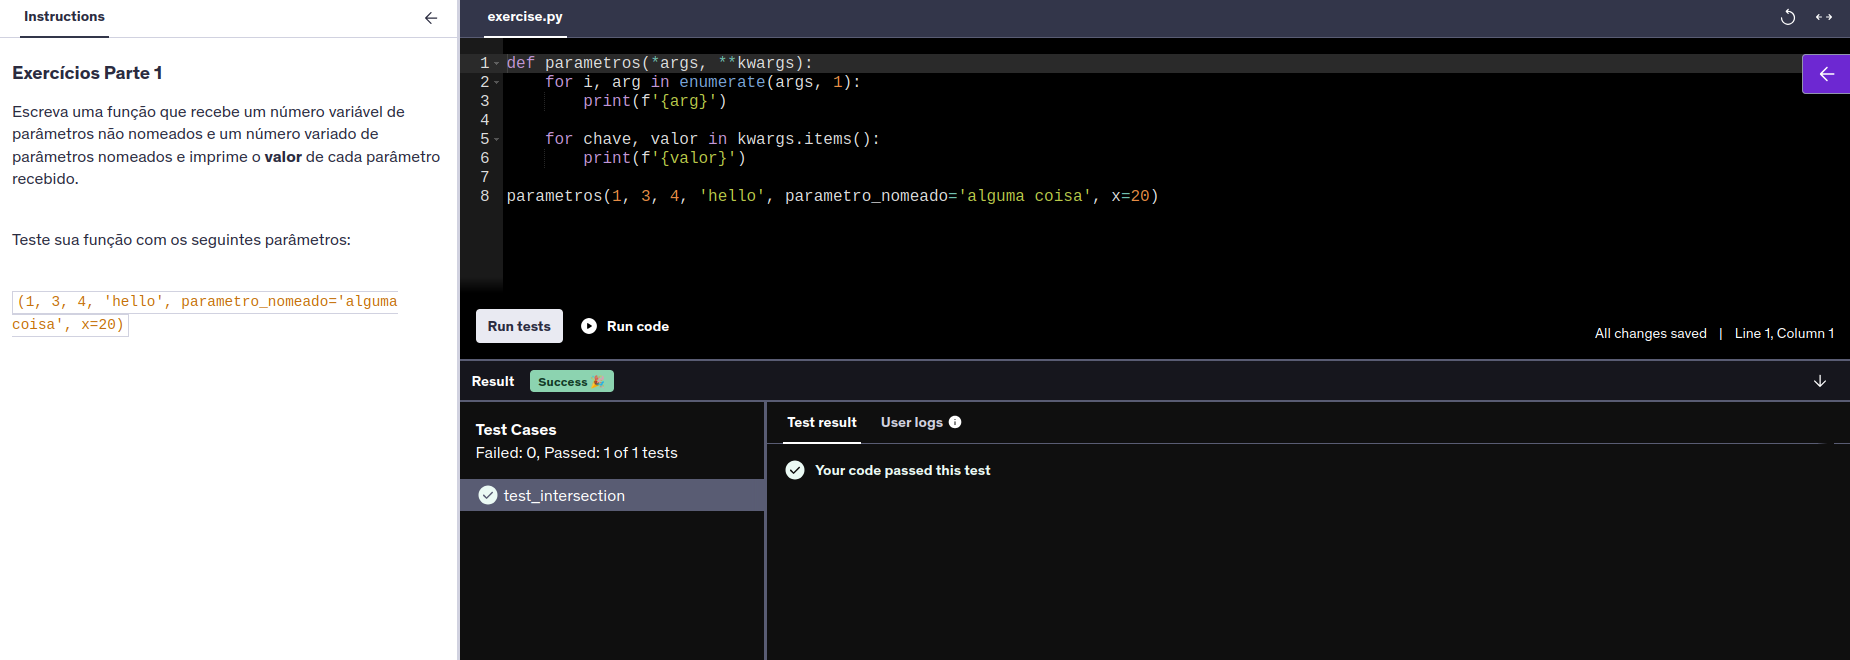 Instructions
Exercícios Parte 1
Escreva uma função que recebe um número variável de
parâmetros não nomeados e um número variado de
parâmetros nomeados e imprime o valor de cada parâmetro
recebido.
Teste sua função com os seguintes parâmetros:
(1, 3, 4, 'hello', parametro_nomeado='alguma
coisa', x=20)
exercise.py
1 def parametros(*args, **kwargs):
2     for i, arg in enumerate(args, 1):
3         print(f'{arg}')
4
5     for chave, valor in kwargs.items():
6         print(f'{valor}')
7
8 parametros(1, 3, 4, 'hello', parametro_nomeado='alguma coisa', x=20)
Run tests Run code
All changes saved | Line 1, Column 1
Result Success 🎉
Test Cases
Failed: 0, Passed: 1 of 1 tests
test_intersection
Test result User logs
Your code passed this test